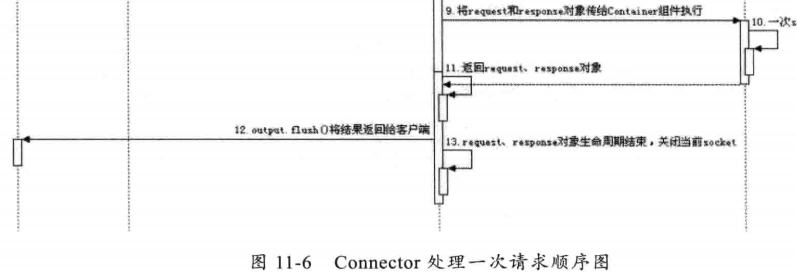 9. 将request和response对象传给Container组件执行
10. 一次s
11. 返回request、response对象
12. output. flush()将结果返回给客户端
13. request、response对象生命周期结束，关闭当前socket
图 11-6 Connector 处理一次请求顺序图